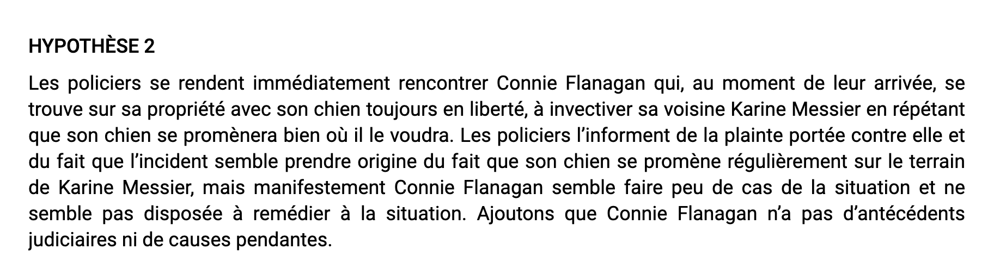 HYPOTHÈSE 2
Les policiers se rendent immédiatement rencontrer Connie Flanagan qui, au moment de leur arrivée, se
trouve sur sa propriété avec son chien toujours en liberté, à invectiver sa voisine Karine Messier en répétant
que son chien se promènera bien où il le voudra. Les policiers l’informent de la plainte portée contre elle et
du fait que l’incident semble prendre origine du fait que son chien se promène régulièrement sur le terrain
de Karine Messier, mais manifestement Connie Flanagan semble faire peu de cas de la situation et ne
semble pas disposée à remédier à la situation. Ajoutons que Connie Flanagan n’a pas d’antécédents
judiciaires ni de causes pendantes.